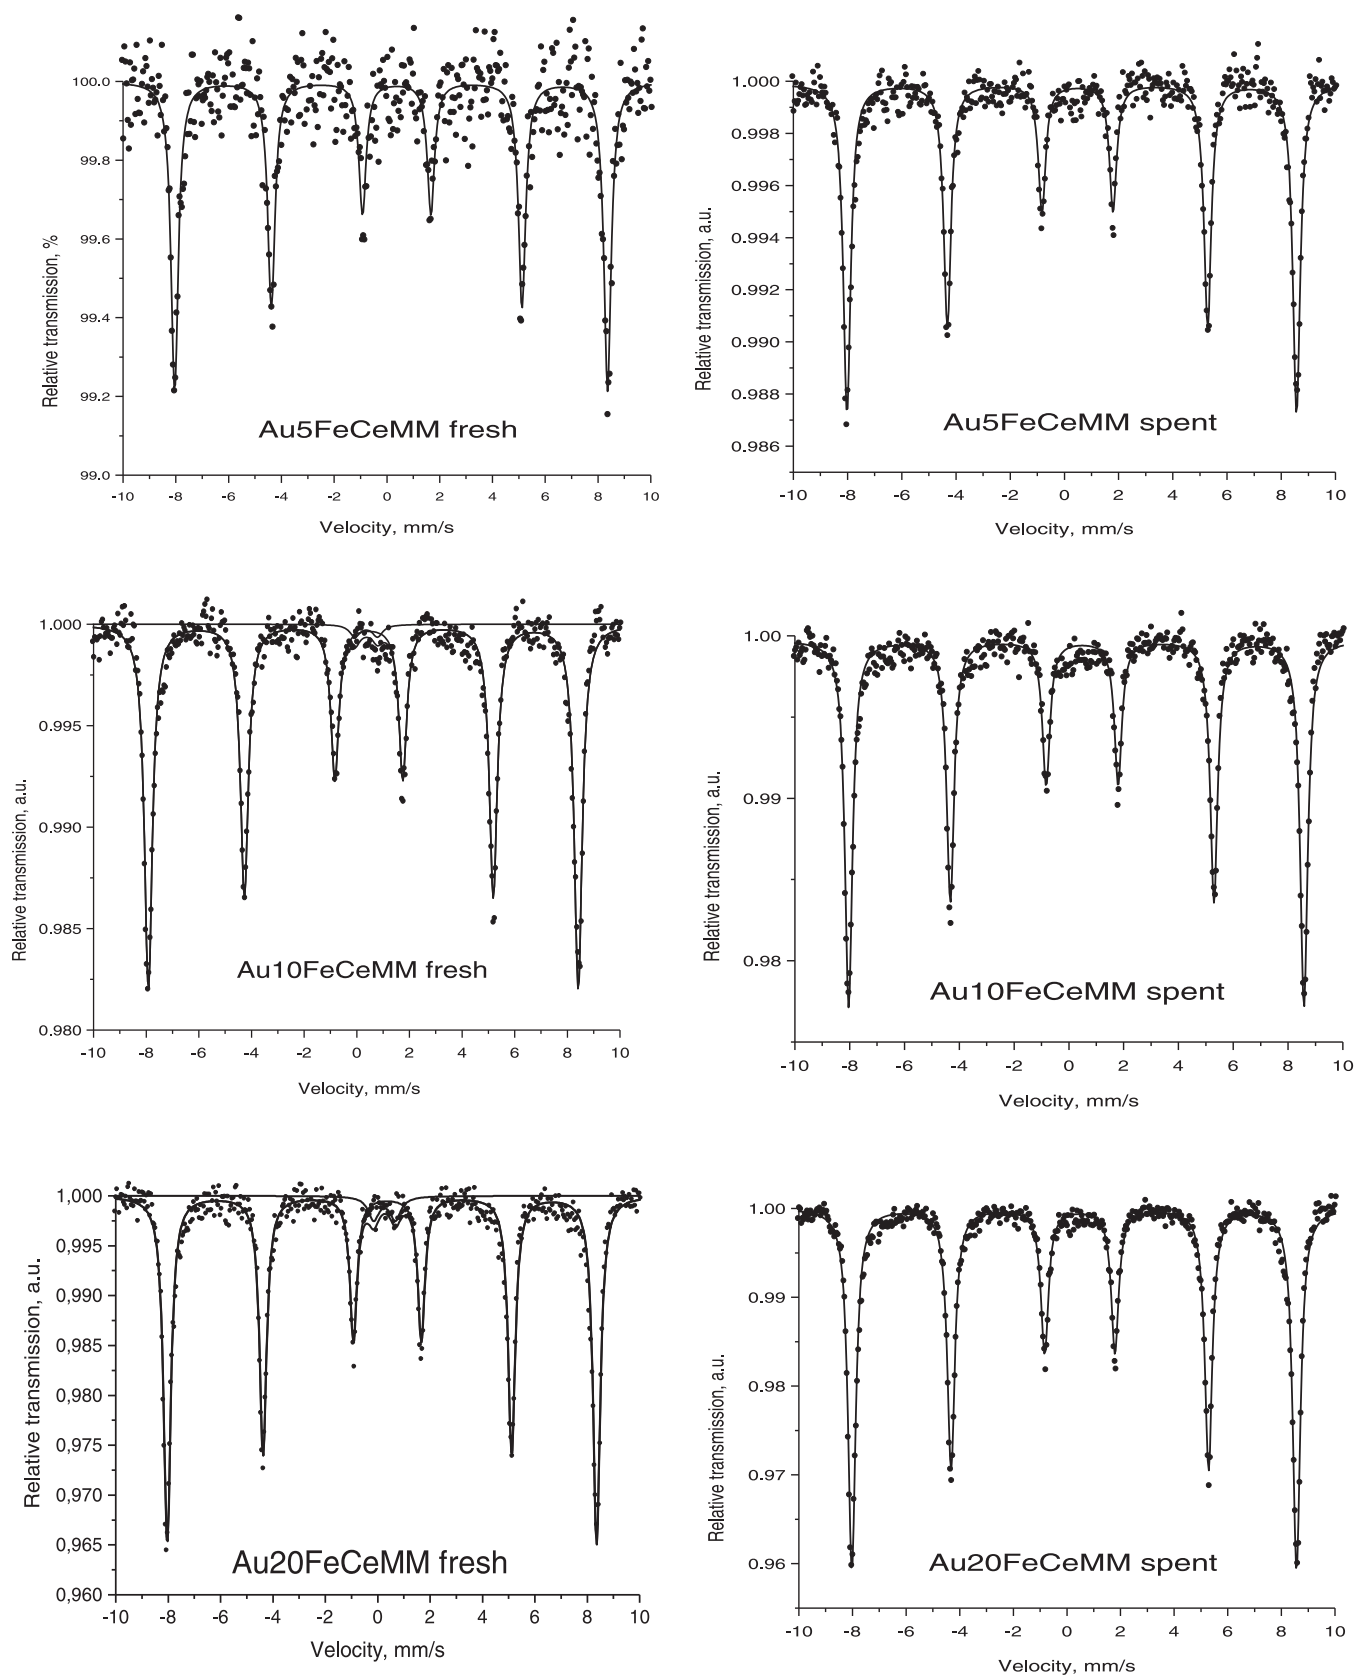 100.0
99.8
99.6
99.4
99.2
99.0
Relative transmission, %
Au5FeCeMM fresh
-10 -8 -6 -4 -2 0 2 4 6 8 10
Velocity, mm/s
1.000
0.998
0.996
0.994
0.992
0.990
0.988
0.986
Relative transmission, a.u.
Au5FeCeMM spent
-10 -8 -6 -4 -2 0 2 4 6 8 10
Velocity, mm/s
1.000
0.995
0.990
0.985
0.980
Relative transmission, a.u.
Au10FeCeMM fresh
-10 -8 -6 -4 -2 0 2 4 6 8 10
Velocity, mm/s
1.00
0.99
0.98
Relative transmission, a.u.
Au10FeCeMM spent
-10 -8 -6 -4 -2 0 2 4 6 8 10
Velocity, mm/s
1,000
0,995
0,990
0,985
0,980
0,975
0,970
0,965
0,960
Relative transmission, a.u.
Au20FeCeMM fresh
-10 -8 -6 -4 -2 0 2 4 6 8 10
Velocity, mm/s
1.00
0.99
0.98
0.97
0.96
Relative transmission, a.u.
Au20FeCeMM spent
-10 -8 -6 -4 -2 0 2 4 6 8 10
Velocity, mm/s